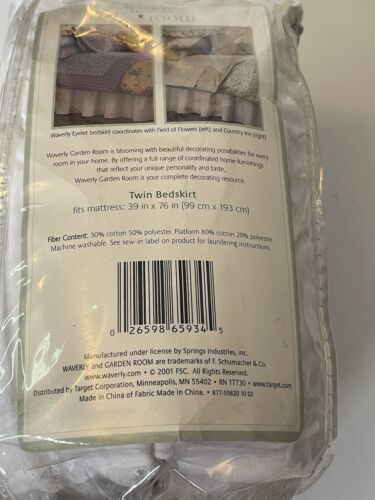 room
Waverly Eyelet bedskirt coordinates with Field of Flowers (left) and Country Inn (right)
Waverly Garden Room is blooming with beautiful decorating possibilities for every
room in your home. By offering a full range of coordinated home furnishings
that reflect your unique personality and taste,
Waverly Garden Room is your complete decorating resource.
Twin Bedskirt
fits mattress: 39 in x 76 in (99 cm x 193 cm)
Fiber Content: 50% cotton 50% polyester. Platform 80% cotton 20% polyester.
Machine washable. See sew-in label on product for laundering instructions.
0 26598 65934 5
Manufactured under license by Springs Industries, Inc.
WAVERLY and GARDEN ROOM are trademarks of F. Schumacher & Co.
www.waverly.com • © 2001 FSC. All Rights Reserved.
Distributed by Target Corporation, Minneapolis, MN 55402 • RN 17730 • www.target.com
Made in China of Fabric Made in China. • 877-59820 10 02